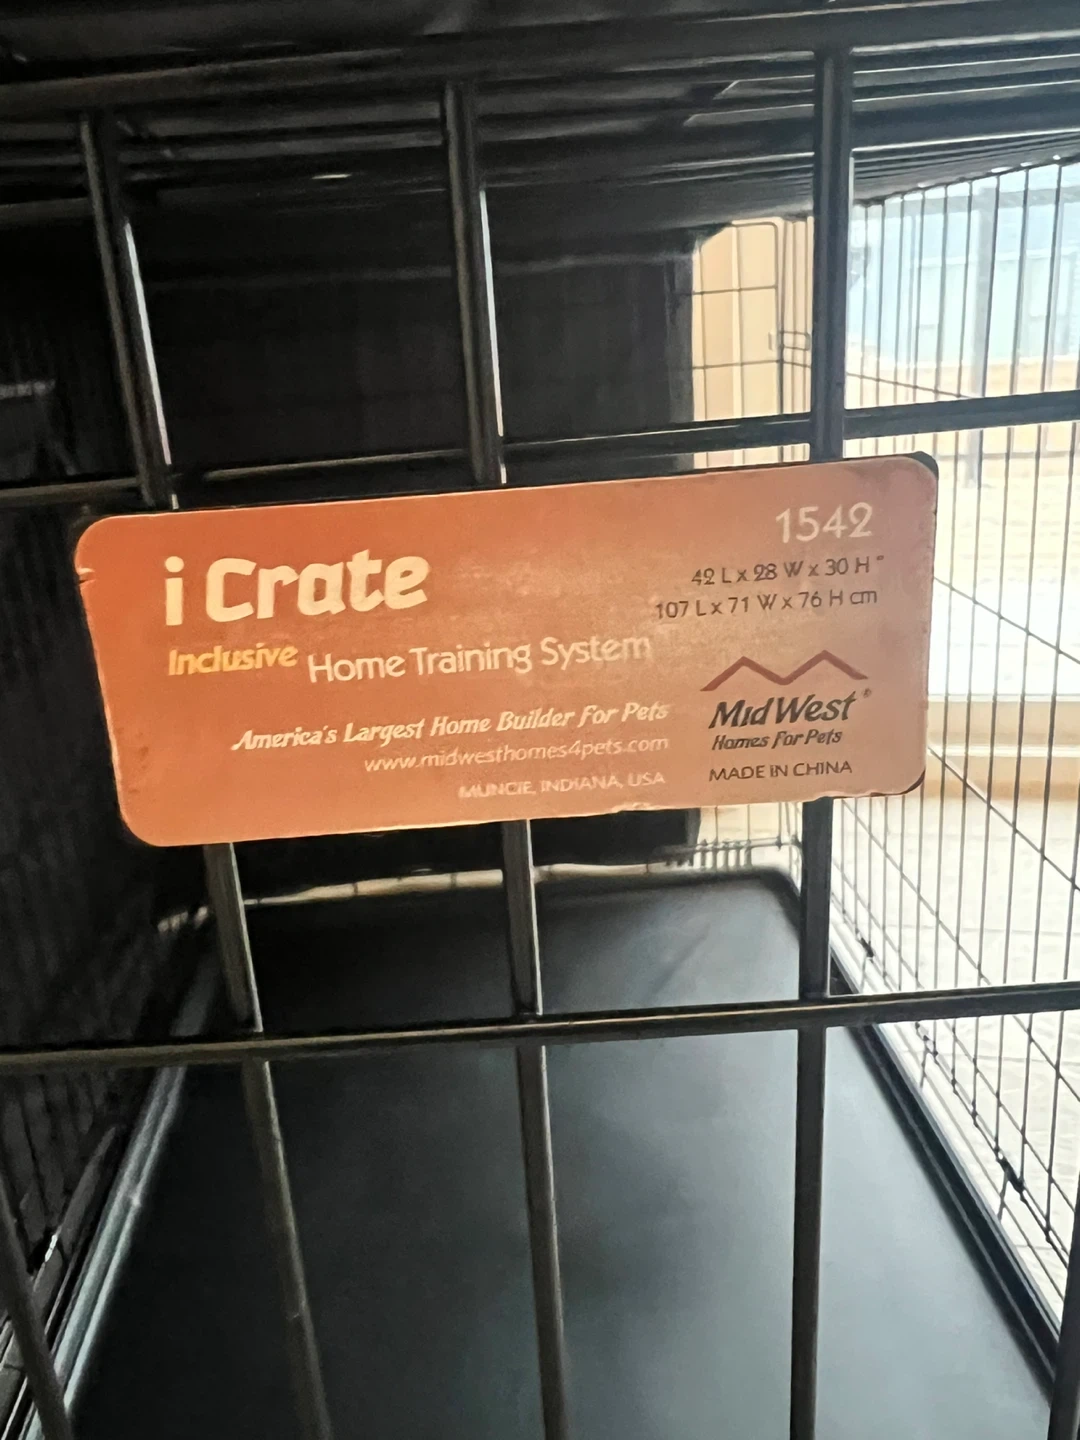 i Crate
Inclusive Home Training System
America's Largest Home Builder For Pets
www.midwesthomes4pets.com
MUNCIE, INDIANA, USA
1542
42 L x 28 W x 30 H "
107 L x 71 W x 76 H cm
MidWest®
Homes For Pets
MADE IN CHINA